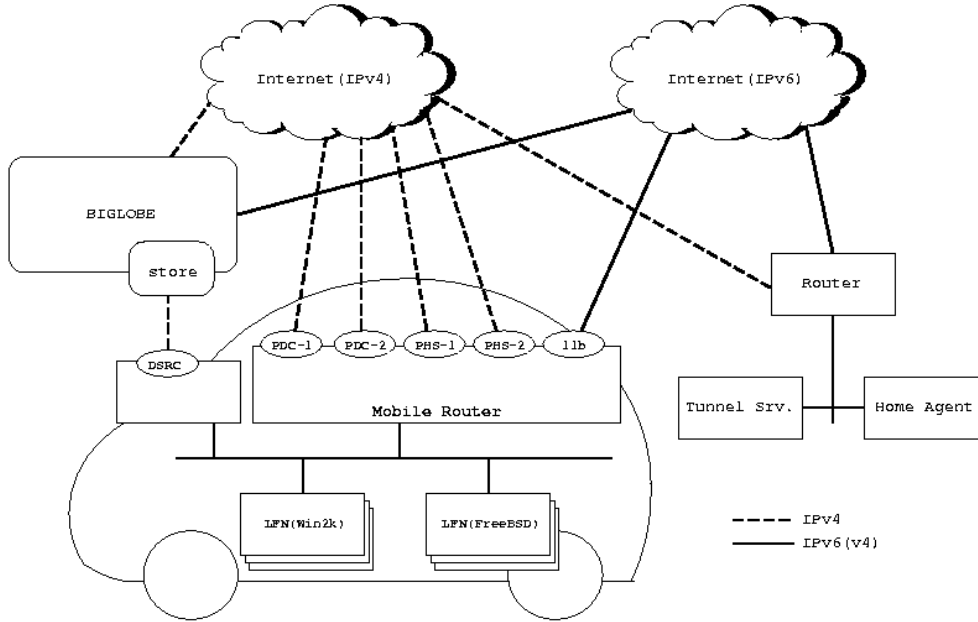 Internet(IPv4)
Internet(IPv6)
BIGLOBE
store
Router
PDC-1
PDC-2
PHS-1
PHS-2
11b
DSRC
Mobile Router
Tunnel Srv.
Home Agent
LFN(Win2k)
LFN(FreeBSD)
IPv4
IPv6(v4)